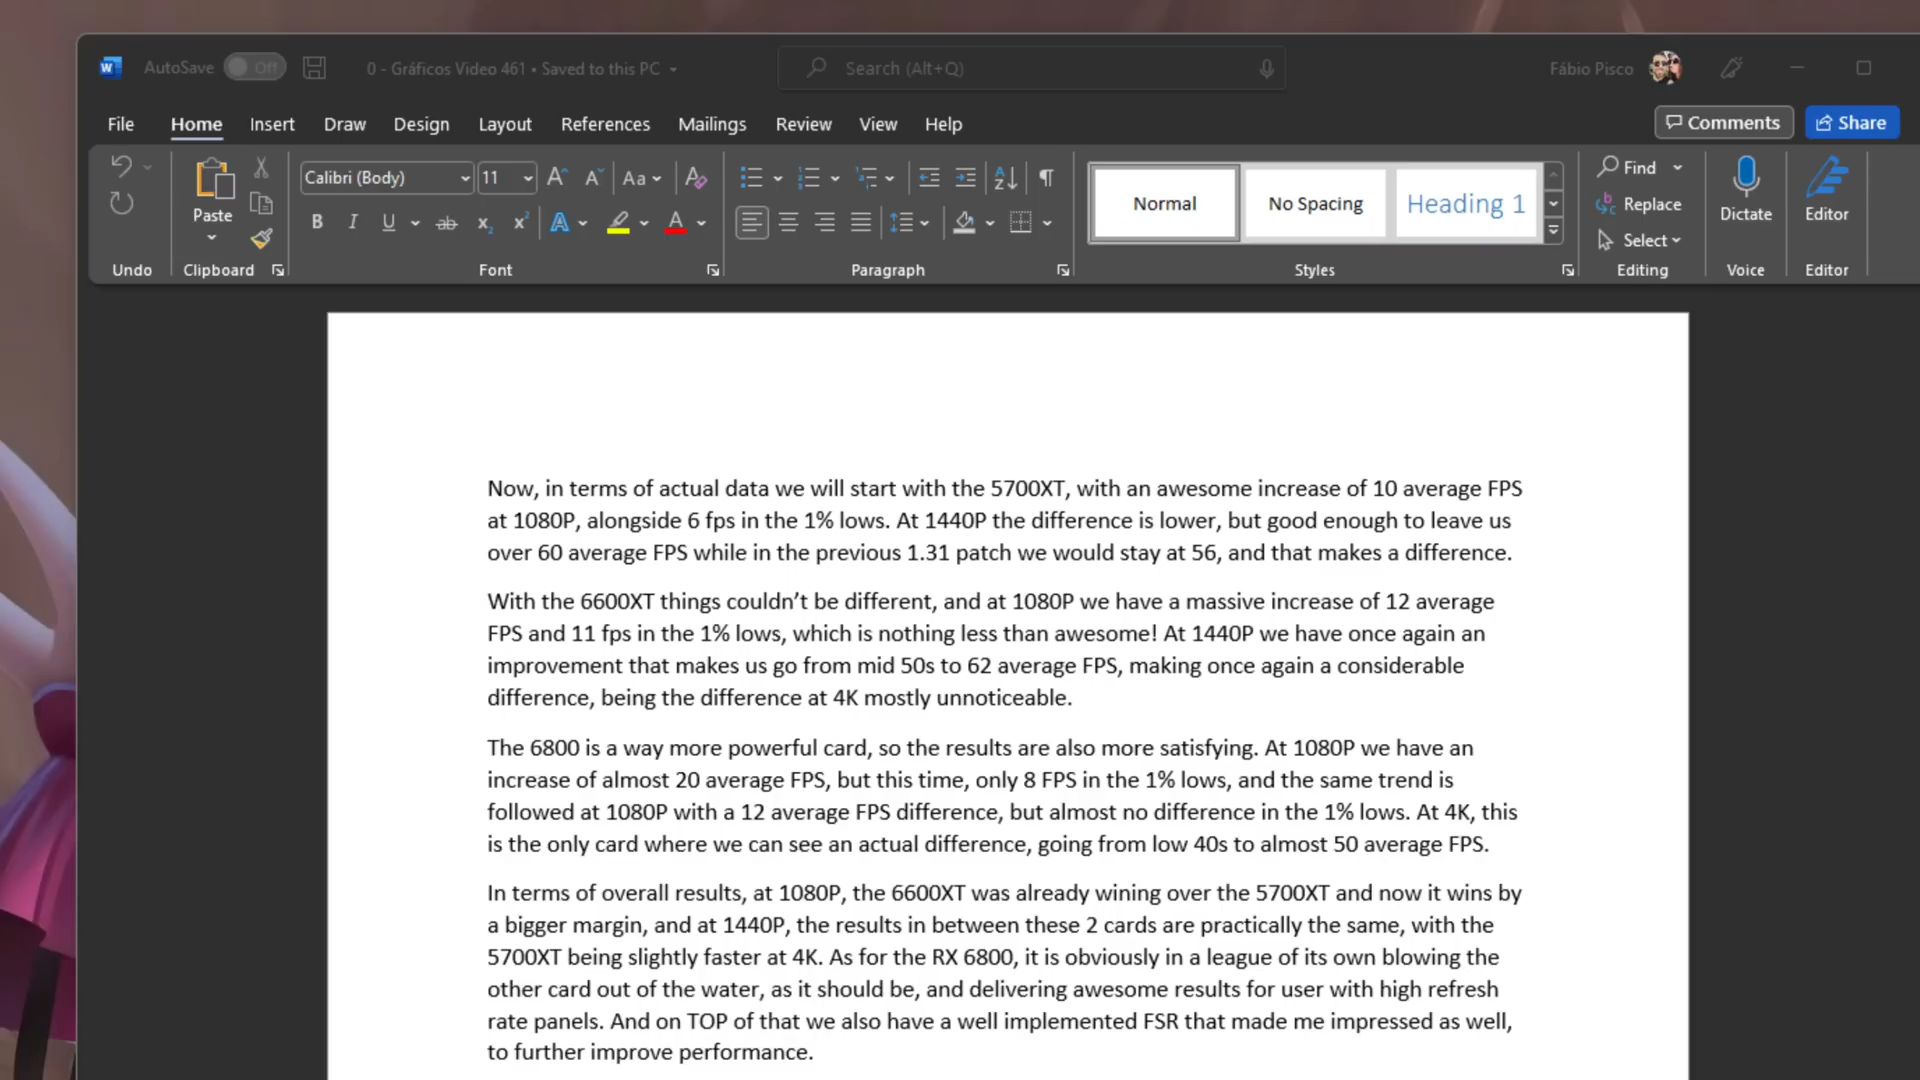 AutoSave Off 0 - Gráficos Video 461 • Saved to this PC Search (Alt+Q) Fábio Pisco
File Home Insert Draw Design Layout References Mailings Review View Help Comments Share
Calibri (Body) 11 Aa Find
Paste Normal No Spacing Heading 1 Replace Dictate Editor
B I U ab x₂ x² A A Select
Undo Clipboard Font Paragraph Styles Editing Voice Editor
Now, in terms of actual data we will start with the 5700XT, with an awesome increase of 10 average FPS
at 1080P, alongside 6 fps in the 1% lows. At 1440P the difference is lower, but good enough to leave us
over 60 average FPS while in the previous 1.31 patch we would stay at 56, and that makes a difference.
With the 6600XT things couldn’t be different, and at 1080P we have a massive increase of 12 average
FPS and 11 fps in the 1% lows, which is nothing less than awesome! At 1440P we have once again an
improvement that makes us go from mid 50s to 62 average FPS, making once again a considerable
difference, being the difference at 4K mostly unnoticeable.
The 6800 is a way more powerful card, so the results are also more satisfying. At 1080P we have an
increase of almost 20 average FPS, but this time, only 8 FPS in the 1% lows, and the same trend is
followed at 1080P with a 12 average FPS difference, but almost no difference in the 1% lows. At 4K, this
is the only card where we can see an actual difference, going from low 40s to almost 50 average FPS.
In terms of overall results, at 1080P, the 6600XT was already wining over the 5700XT and now it wins by
a bigger margin, and at 1440P, the results in between these 2 cards are practically the same, with the
5700XT being slightly faster at 4K. As for the RX 6800, it is obviously in a league of its own blowing the
other card out of the water, as it should be, and delivering awesome results for user with high refresh
rate panels. And on TOP of that we also have a well implemented FSR that made me impressed as well,
to further improve performance.